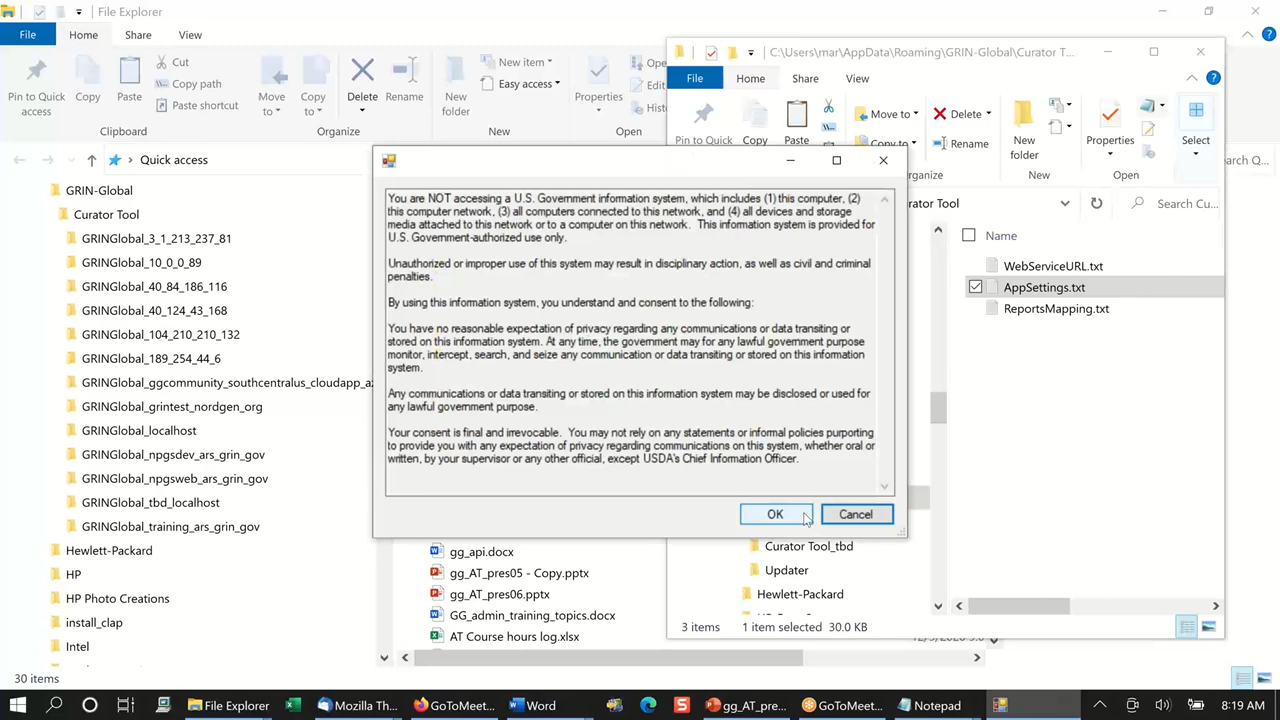 File Explorer
File
Home
Share
View
Pin to Quick
access
Copy
Paste
Cut
Copy path
Paste shortcut
Clipboard
Move
to
Copy
to
Delete
Rename
Organize
New
folder
New item
Easy access
New
Properties
Open
Quick access
GRIN-Global
Curator Tool
GRINGlobal_3_1_213_237_81
GRINGlobal_10_0_0_89
GRINGlobal_40_84_186_116
GRINGlobal_40_124_43_168
GRINGlobal_104_210_210_132
GRINGlobal_189_254_44_6
GRINGlobal_ggcommunity_southcentralus_cloudapp_az
GRINGlobal_grintest_nordgen_org
GRINGlobal_localhost
GRINGlobal_npgsdev_ars_grin_gov
GRINGlobal_npgsweb_ars_grin_gov
GRINGlobal_tbd_localhost
GRINGlobal_training_ars_grin_gov
Hewlett-Packard
HP
HP Photo Creations
install_clap
Intel
30 items
gg_api.docx
gg_AT_pres05 - Copy.pptx
gg_AT_pres06.pptx
GG_admin_training_topics.docx
AT Course hours log.xlsx
C:\Users\mar\AppData\Roaming\GRIN-Global\Curator T...
File
Home
Share
View
Pin to Quick
Copy
Paste
Move to
Copy to
Delete
Rename
rganize
New
folder
New
Properties
Open
Select
earch Q...
rator Tool
Search Cu...
Name
WebServiceURL.txt
AppSettings.txt
ReportsMapping.txt
Curator Tool_tbd
Updater
Hewlett-Packard
3 items
1 item selected 30.0 KB
You are NOT accessing a U.S. Government information system, which includes (1) this computer, (2)
this computer network, (3) all computers connected to this network, and (4) all devices and storage
media attached to this network or to a computer on this network. This information system is provided for
U.S. Government-authorized use only.
Unauthorized or improper use of this system may result in disciplinary action, as well as civil and criminal
penalties.
By using this information system, you understand and consent to the following:
You have no reasonable expectation of privacy regarding any communications or data transiting or
stored on this information system. At any time, the government may for any lawful government purpose
monitor, intercept, search, and seize any communication or data transiting or stored on this information
system.
Any communications or data transiting or stored on this information system may be disclosed or used for
any lawful government purpose.
Your consent is final and irrevocable. You may not rely on any statements or informal policies purporting
to provide you with any expectation of privacy regarding communications on this system, whether oral or
written, by your supervisor or any other official, except USDA's Chief Information Officer.
OK
Cancel
File Explorer
Mozilla Th...
GoToMeet...
Word
gg_AT_pres...
GoToMeet...
Notepad
8:19 AM